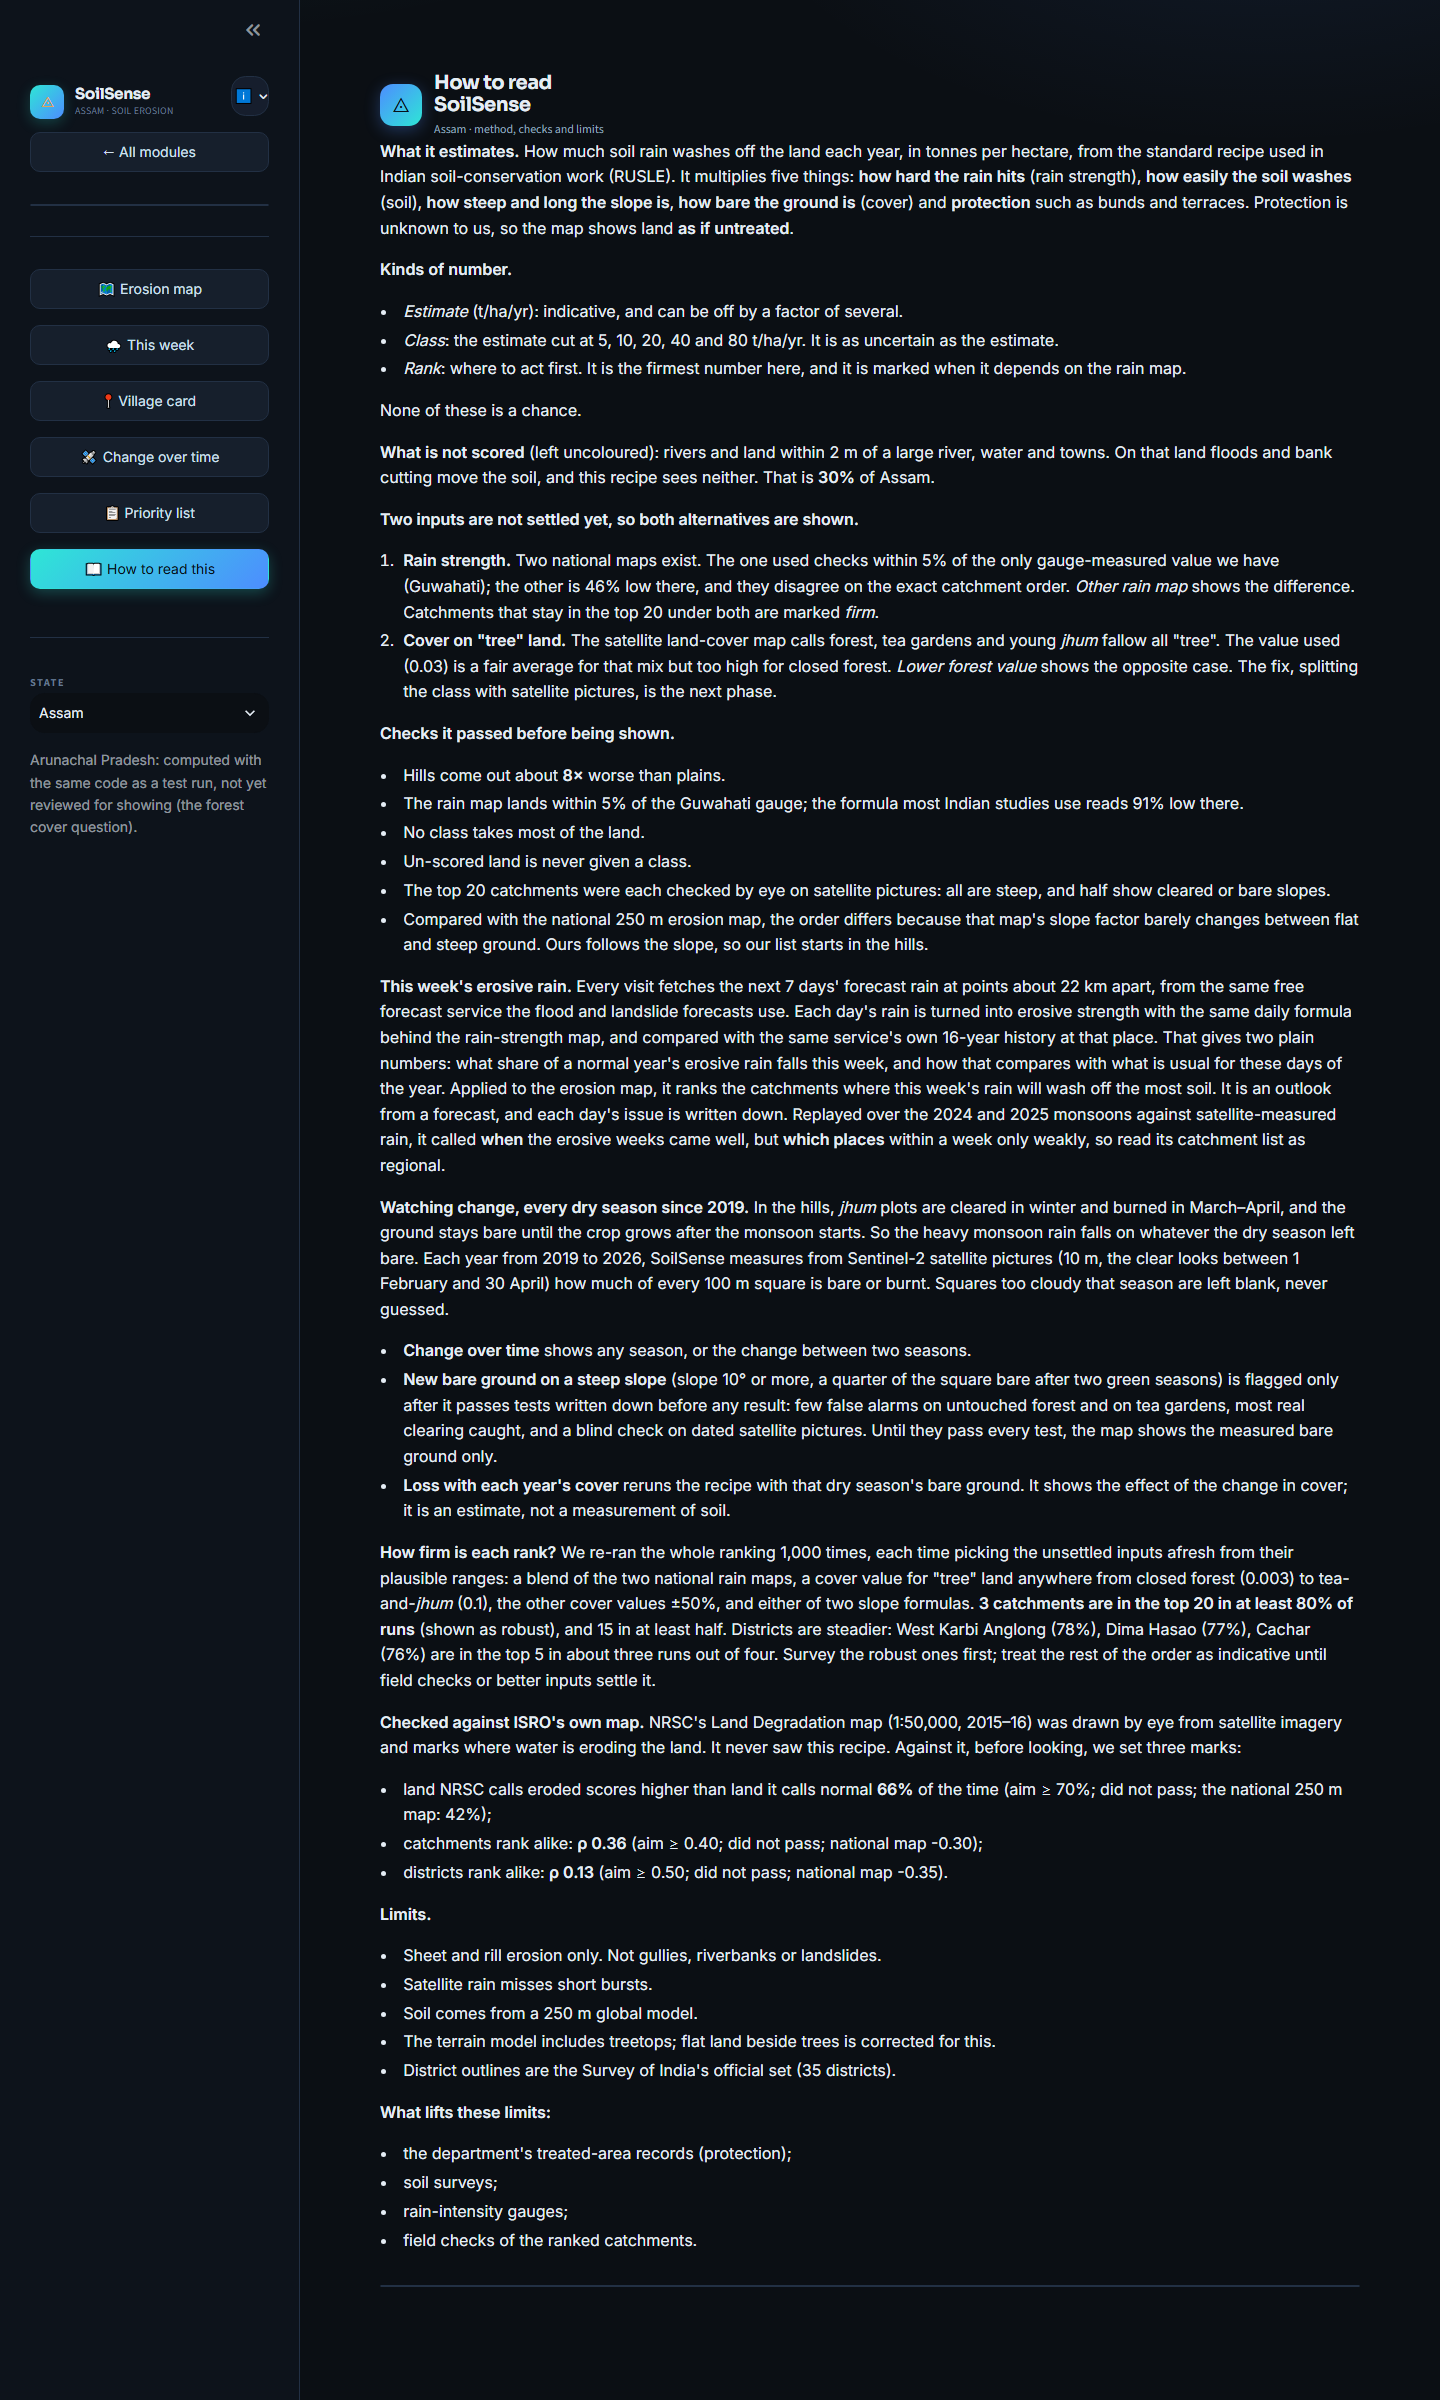 SoilSense
ASSAM · SOIL EROSION
← All modules
Erosion map
This week
Village card
Change over time
Priority list
How to read this
STATE
Assam
Arunachal Pradesh: computed with
the same code as a test run, not yet
reviewed for showing (the forest
cover question).
How to read
SoilSense
Assam · method, checks and limits
What it estimates. How much soil rain washes off the land each year, in tonnes per hectare, from the standard recipe used in
Indian soil-conservation work (RUSLE). It multiplies five things: how hard the rain hits (rain strength), how easily the soil washes
(soil), how steep and long the slope is, how bare the ground is (cover) and protection such as bunds and terraces. Protection is
unknown to us, so the map shows land as if untreated.
Kinds of number.
• Estimate (t/ha/yr): indicative, and can be off by a factor of several.
• Class: the estimate cut at 5, 10, 20, 40 and 80 t/ha/yr. It is as uncertain as the estimate.
• Rank: where to act first. It is the firmest number here, and it is marked when it depends on the rain map.
None of these is a chance.
What is not scored (left uncoloured): rivers and land within 2 m of a large river, water and towns. On that land floods and bank
cutting move the soil, and this recipe sees neither. That is 30% of Assam.
Two inputs are not settled yet, so both alternatives are shown.
1. Rain strength. Two national maps exist. The one used checks within 5% of the only gauge-measured value we have
(Guwahati); the other is 46% low there, and they disagree on the exact catchment order. Other rain map shows the difference.
Catchments that stay in the top 20 under both are marked firm.
2. Cover on "tree" land. The satellite land-cover map calls forest, tea gardens and young jhum fallow all "tree". The value used
(0.03) is a fair average for that mix but too high for closed forest. Lower forest value shows the opposite case. The fix, splitting
the class with satellite pictures, is the next phase.
Checks it passed before being shown.
• Hills come out about 8× worse than plains.
• The rain map lands within 5% of the Guwahati gauge; the formula most Indian studies use reads 91% low there.
• No class takes most of the land.
• Un-scored land is never given a class.
• The top 20 catchments were each checked by eye on satellite pictures: all are steep, and half show cleared or bare slopes.
• Compared with the national 250 m erosion map, the order differs because that map's slope factor barely changes between flat
and steep ground. Ours follows the slope, so our list starts in the hills.
This week's erosive rain. Every visit fetches the next 7 days' forecast rain at points about 22 km apart, from the same free
forecast service the flood and landslide forecasts use. Each day's rain is turned into erosive strength with the same daily formula
behind the rain-strength map, and compared with the same service's own 16-year history at that place. That gives two plain
numbers: what share of a normal year's erosive rain falls this week, and how that compares with what is usual for these days of
the year. Applied to the erosion map, it ranks the catchments where this week's rain will wash off the most soil. It is an outlook
from a forecast, and each day's issue is written down. Replayed over the 2024 and 2025 monsoons against satellite-measured
rain, it called when the erosive weeks came well, but which places within a week only weakly, so read its catchment list as
regional.
Watching change, every dry season since 2019. In the hills, jhum plots are cleared in winter and burned in March–April, and the
ground stays bare until the crop grows after the monsoon starts. So the heavy monsoon rain falls on whatever the dry season left
bare. Each year from 2019 to 2026, SoilSense measures from Sentinel-2 satellite pictures (10 m, the clear looks between 1
February and 30 April) how much of every 100 m square is bare or burnt. Squares too cloudy that season are left blank, never
guessed.
• Change over time shows any season, or the change between two seasons.
• New bare ground on a steep slope (slope 10° or more, a quarter of the square bare after two green seasons) is flagged only
after it passes tests written down before any result: few false alarms on untouched forest and on tea gardens, most real
clearing caught, and a blind check on dated satellite pictures. Until they pass every test, the map shows the measured bare
ground only.
• Loss with each year's cover reruns the recipe with that dry season's bare ground. It shows the effect of the change in cover;
it is an estimate, not a measurement of soil.
How firm is each rank? We re-ran the whole ranking 1,000 times, each time picking the unsettled inputs afresh from their
plausible ranges: a blend of the two national rain maps, a cover value for "tree" land anywhere from closed forest (0.003) to tea-
and-jhum (0.1), the other cover values ±50%, and either of two slope formulas. 3 catchments are in the top 20 in at least 80% of
runs (shown as robust), and 15 in at least half. Districts are steadier: West Karbi Anglong (78%), Dima Hasao (77%), Cachar
(76%) are in the top 5 in about three runs out of four. Survey the robust ones first; treat the rest of the order as indicative until
field checks or better inputs settle it.
Checked against ISRO's own map. NRSC's Land Degradation map (1:50,000, 2015–16) was drawn by eye from satellite imagery
and marks where water is eroding the land. It never saw this recipe. Against it, before looking, we set three marks:
• land NRSC calls eroded scores higher than land it calls normal 66% of the time (aim ≥ 70%; did not pass; the national 250 m
map: 42%);
• catchments rank alike: ρ 0.36 (aim ≥ 0.40; did not pass; national map -0.30);
• districts rank alike: ρ 0.13 (aim ≥ 0.50; did not pass; national map -0.35).
Limits.
• Sheet and rill erosion only. Not gullies, riverbanks or landslides.
• Satellite rain misses short bursts.
• Soil comes from a 250 m global model.
• The terrain model includes treetops; flat land beside trees is corrected for this.
• District outlines are the Survey of India's official set (35 districts).
What lifts these limits:
• the department's treated-area records (protection);
• soil surveys;
• rain-intensity gauges;
• field checks of the ranked catchments.